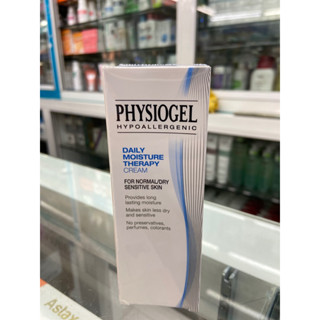 PHYSIOGEL
HYPOALLERGENIC
DAILY
MOISTURE
THERAPY
CREAM
FOR NORMAL/DRY
SENSITIVE SKIN
Provides long
lasting moisture
Makes skin less dry
and sensitive
No preservatives,
perfumes, colorants
Astax